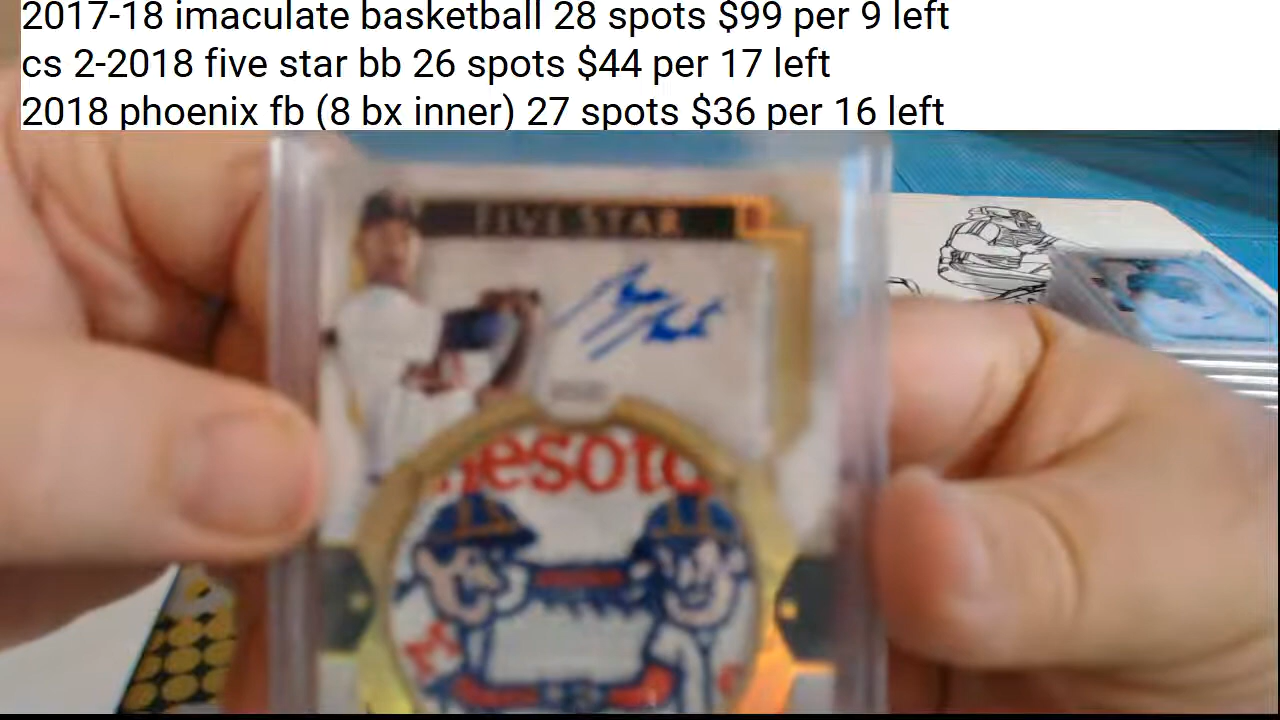 2017-18 imaculate basketball 28 spots $99 per 9 left
cs 2-2018 five star bb 26 spots $44 per 17 left
2018 phoenix fb (8 bx inner) 27 spots $36 per 16 left
FIVE STAR
nesota
M